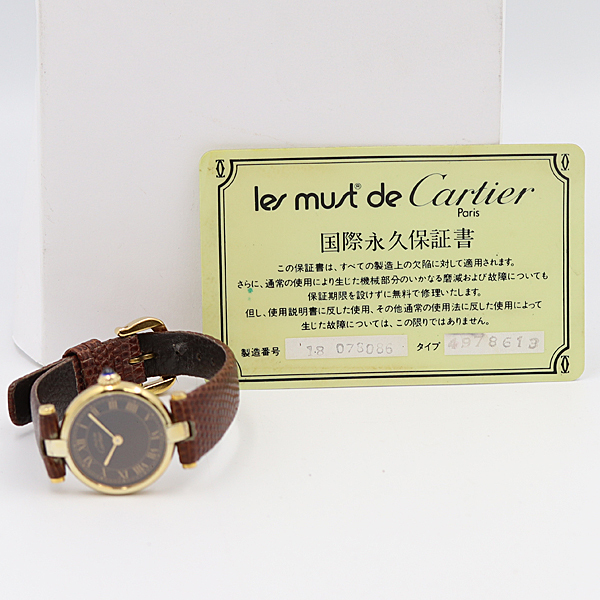 les must® de Cartier
Paris
国際永久保証書
この保証書は、すべての製造上の欠陥に対して適用されます。
さらに、通常の使用により生じた機械部分のいかなる磨滅および故障についても
保証期限を設けずに無料で修理いたします。
但し、使用説明書に反した使用、その他通常の使用法に反した使用によって
生じた故障については、この限りではありません。
製造番号 18 073086 タイプ 4978613